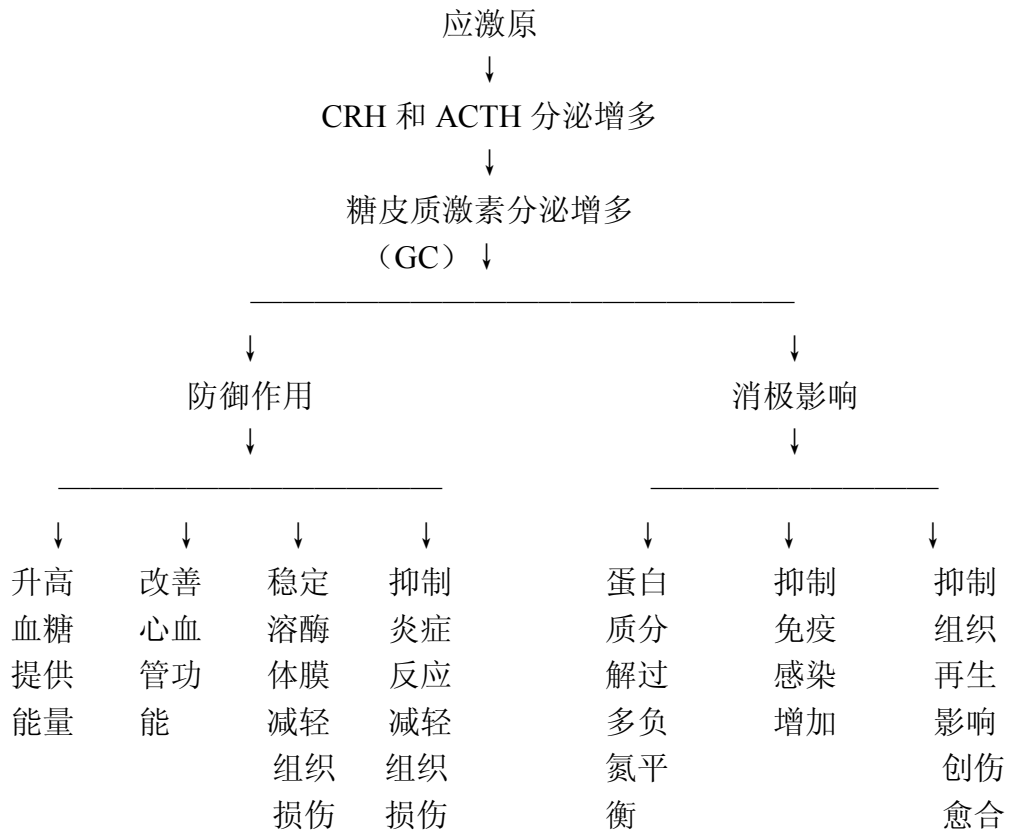 应激原
↓
CRH 和 ACTH 分泌增多
↓
糖皮质激素分泌增多
（GC） ↓
↓ ↓
防御作用 消极影响
↓ ↓
↓ ↓ ↓ ↓ ↓ ↓ ↓
升高 改善 稳定 抑制 蛋白 抑制 抑制
血糖 心血 溶酶 炎症 质分 免疫 组织
提供 管功 体膜 反应 解过 感染 再生
能量 能 减轻 减轻 多负 增加 影响
组织 组织 氮平 创伤
损伤 损伤 衡 愈合